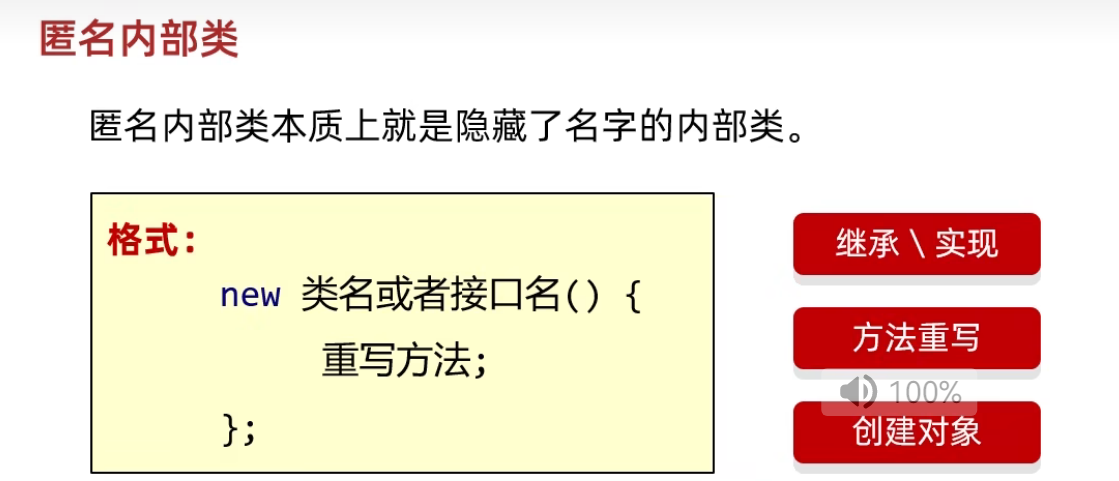 匿名内部类
匿名内部类本质上就是隐藏了名字的内部类。
格式：
new 类名或者接口名() {
重写方法;
};
继承 \ 实现
方法重写
100%
创建对象